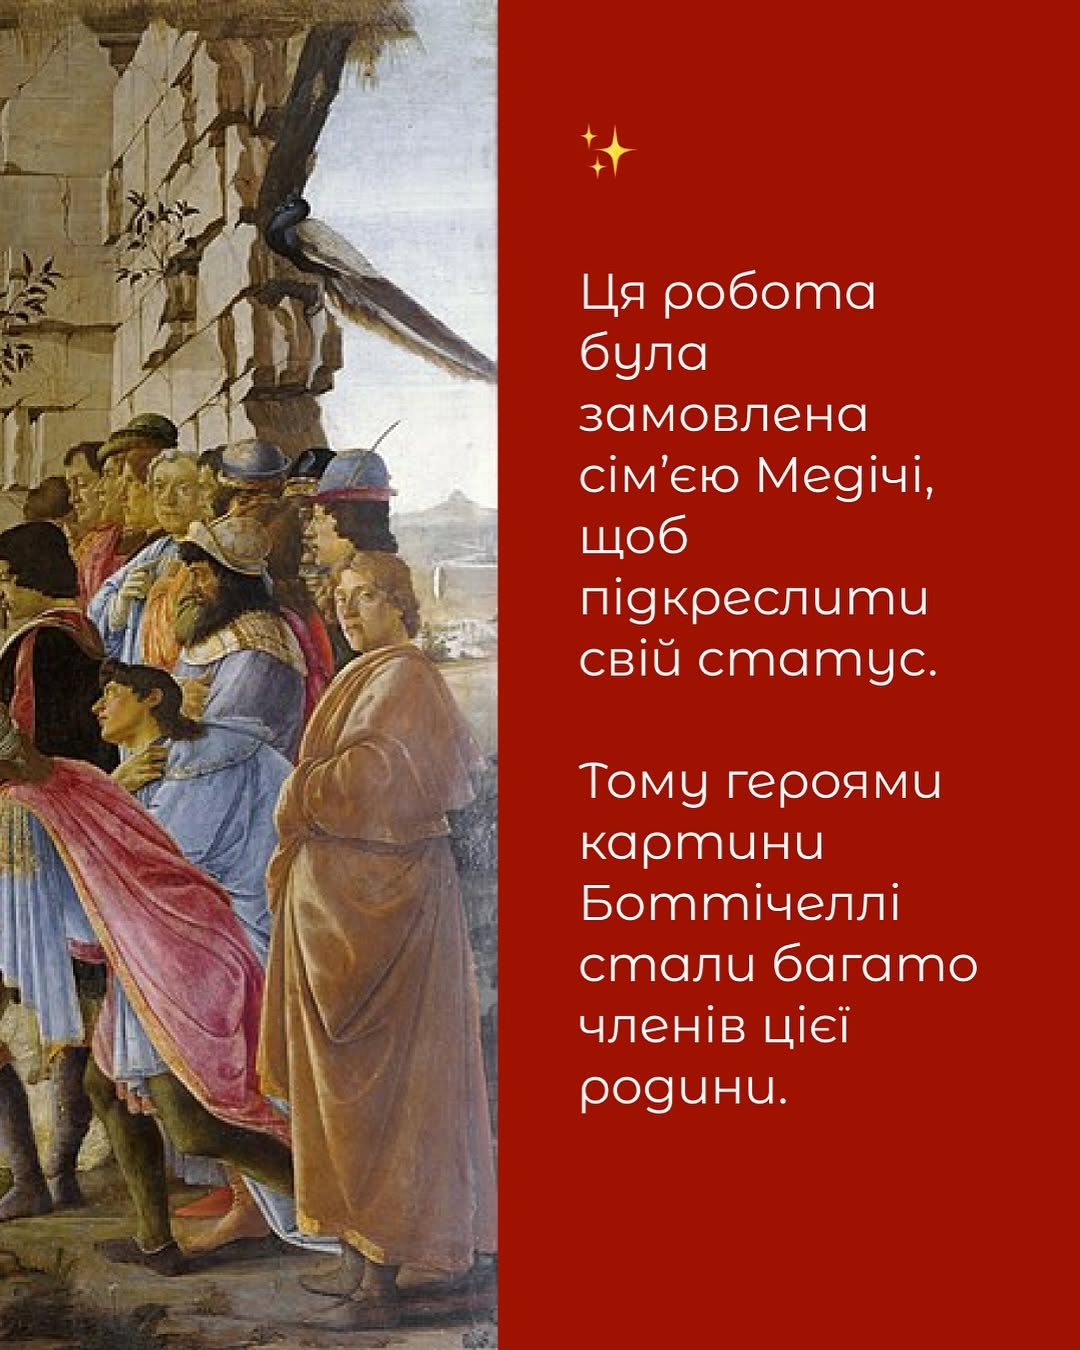 Ця робота
була
замовлена
сім’єю Медічі,
щоб
підкреслити
свій статус.
Тому героями
картини
Боттічеллі
стали багато
членів цієї
родини.